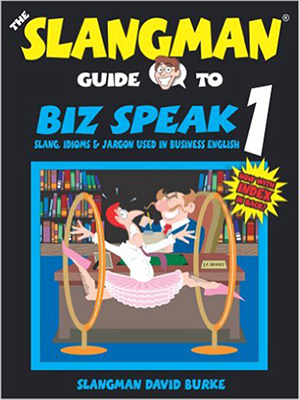 THE
SLANGMAN®
GUIDE TO
BIZ SPEAK 1
SLANG, IDIOMS & JARGON USED IN BUSINESS ENGLISH
NOW WITH
INDEX
IN BACK!
SLANGMAN DAVID BURKE